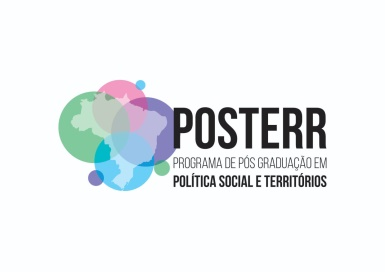 POSTERR
PROGRAMA DE PÓS GRADUAÇÃO EM
POLÍTICA SOCIAL E TERRITÓRIOS